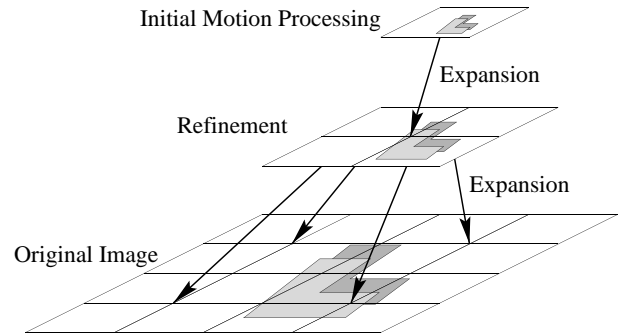 Initial Motion Processing
Expansion
Refinement
Expansion
Original Image